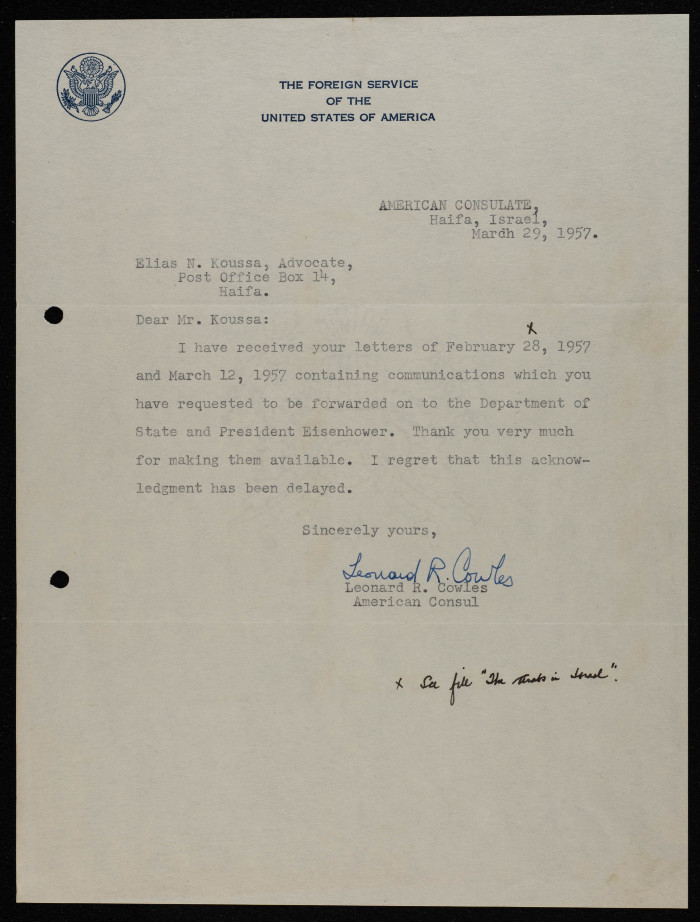 THE FOREIGN SERVICE
OF THE
UNITED STATES OF AMERICA
AMERICAN CONSULATE,
Haifa, Israel,
Mardh 29, 1957.
Elias N. Koussa, Advocate,
Post Office Box 14,
Haifa.
Dear Mr. Koussa:
x
I have received your letters of February 28, 1957
and March 12, 1957 containing communications which you
have requested to be forwarded on to the Department of
State and President Eisenhower. Thank you very much
for making them available. I regret that this acknow-
ledgment has been delayed.
Sincerely yours,
Leonard R. Cowles
Leonard R. Cowles
American Consul
x See file "The Arabs in Israel".